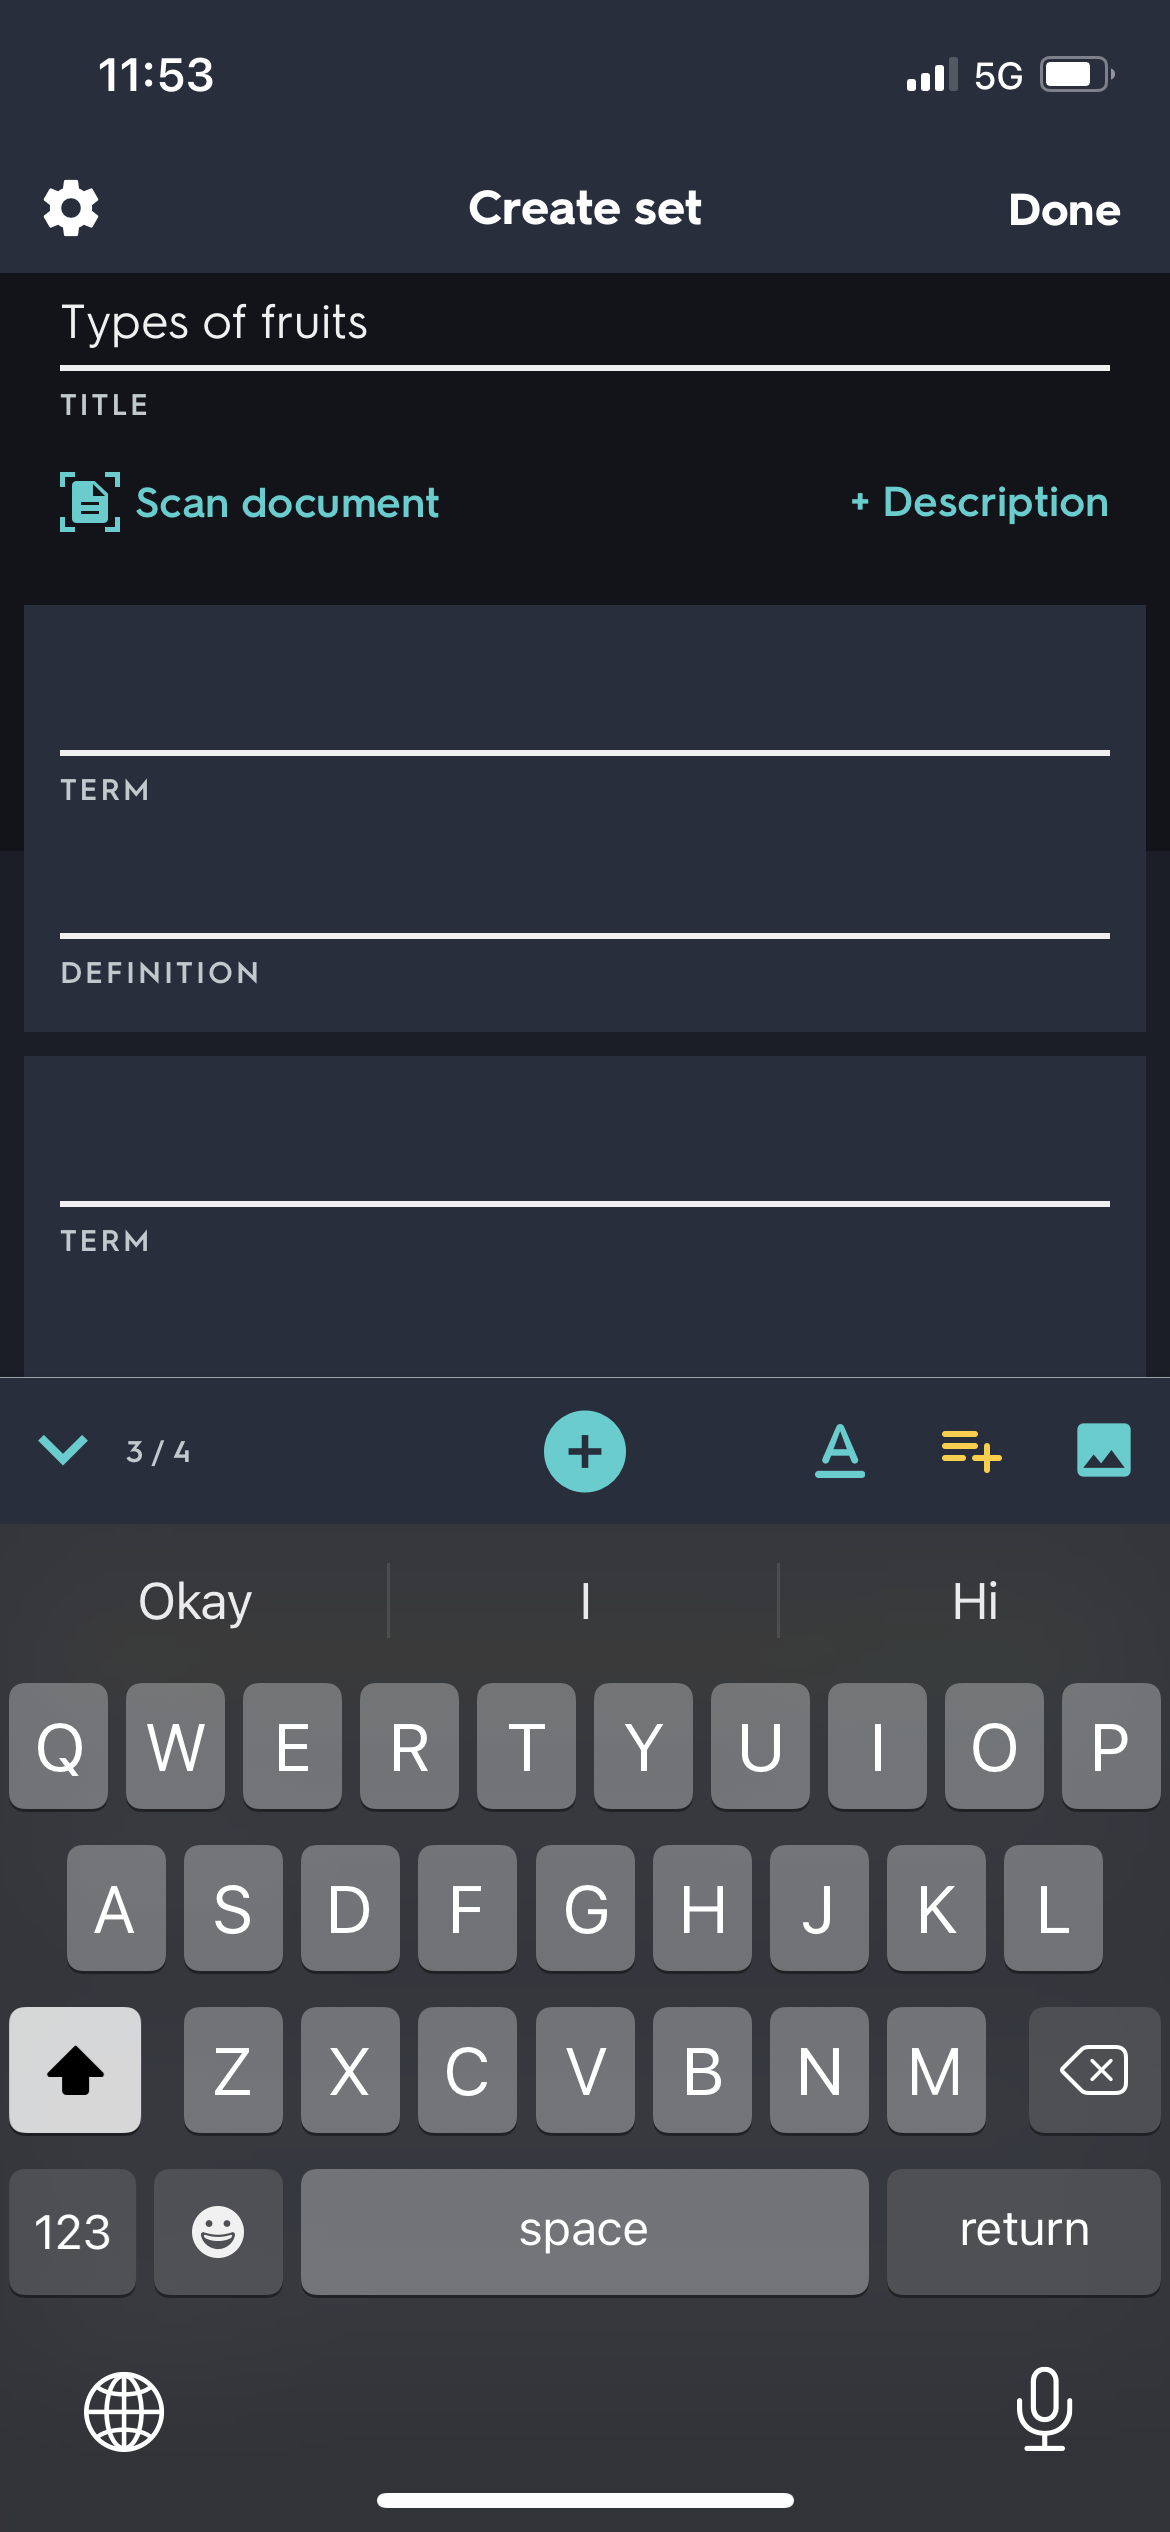 11:53
5G
Create set
Done
Types of fruits
TITLE
Scan document
+ Description
TERM
DEFINITION
TERM
3 / 4
A
Okay
I
Hi
Q W E R T Y U I O P
A S D F G H J K L
Z X C V B N M
123
space
return